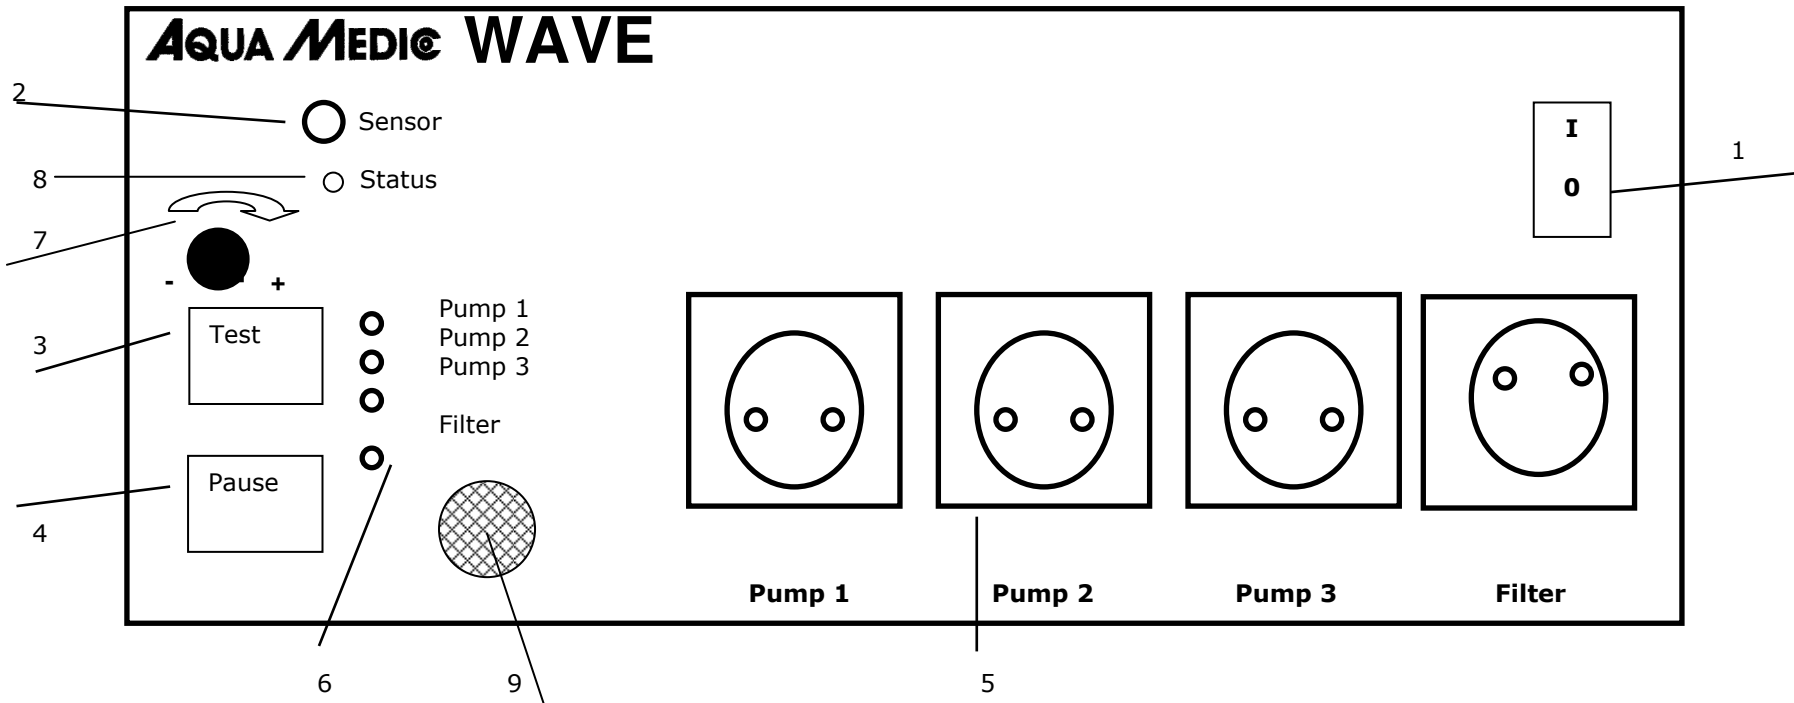 AQUA MEDIC WAVE
2
Sensor
I
1
8
Status
0
7
- +
Pump 1
3
Test
Pump 2
Pump 3
Filter
Pause
4
Pump 1
Pump 2
Pump 3
Filter
6
9
5